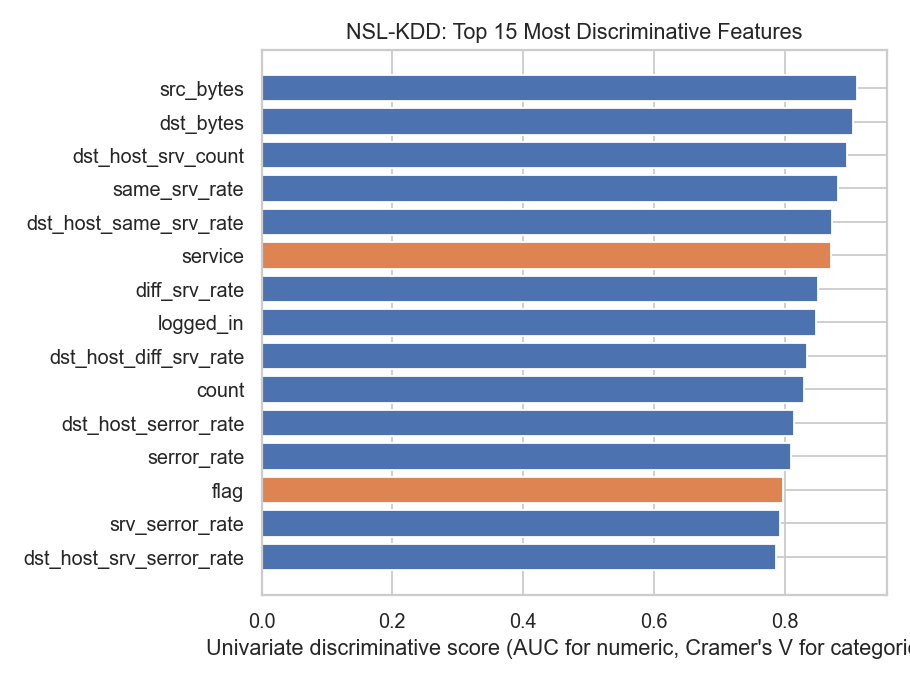 NSL-KDD: Top 15 Most Discriminative Features
src_bytes
dst_bytes
dst_host_srv_count
same_srv_rate
dst_host_same_srv_rate
service
diff_srv_rate
logged_in
dst_host_diff_srv_rate
count
dst_host_serror_rate
serror_rate
flag
srv_serror_rate
dst_host_srv_serror_rate
0.0 0.2 0.4 0.6 0.8
Univariate discriminative score (AUC for numeric, Cramer's V for